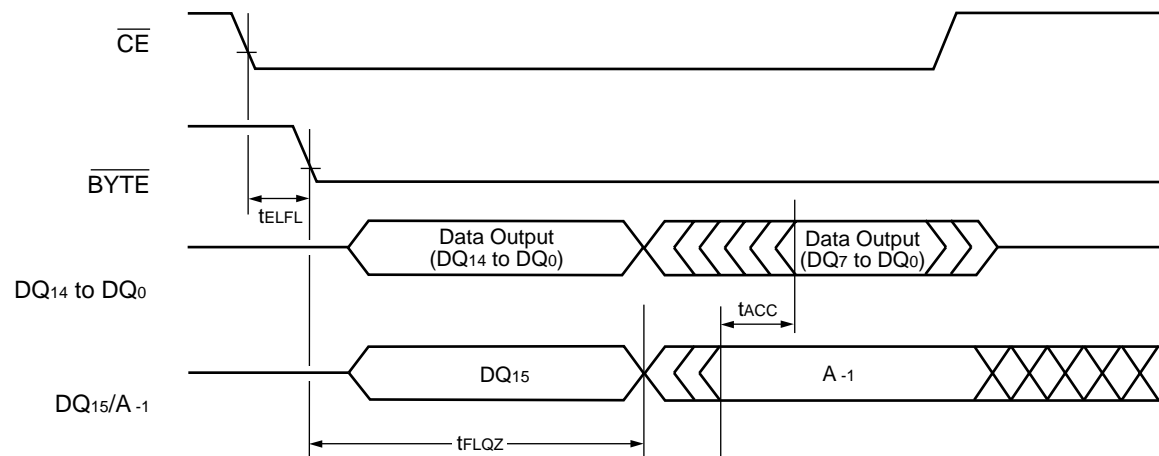 CE
BYTE
tELFL
Data Output
(DQ14 to DQ0)
Data Output
(DQ7 to DQ0)
DQ14 to DQ0
tACC
DQ15
A -1
DQ15/A -1
tFLQZ